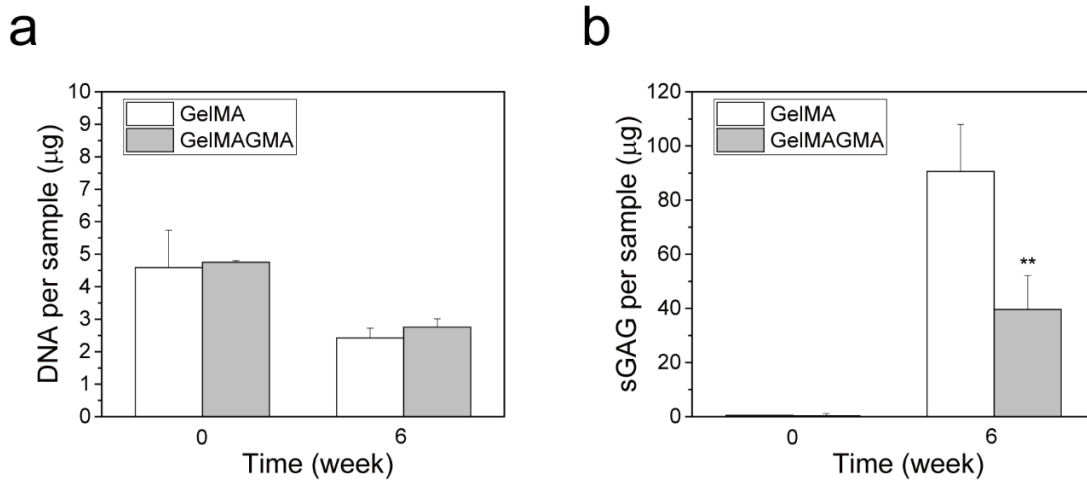 a
10
9
8
7
6
5
4
3
2
1
0
DNA per sample (μg)
GelMA
GelMAGMA
0
6
Time (week)
b
120
100
80
60
40
20
0
sGAG per sample (μg)
GelMA
GelMAGMA
**
0
6
Time (week)